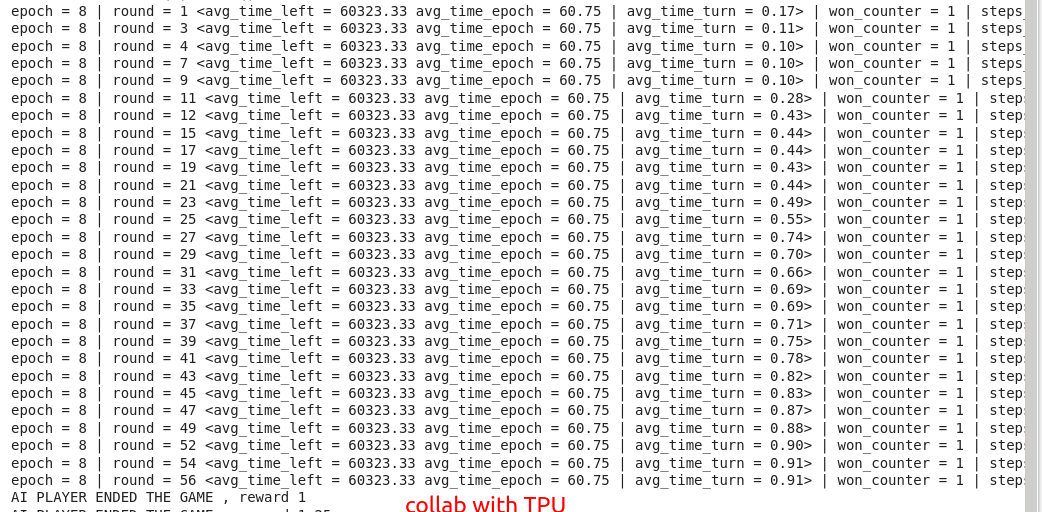 epoch = 8 | round = 1 <avg_time_left = 60323.33 avg_time_epoch = 60.75 | avg_time_turn = 0.17> | won_counter = 1 | steps_
epoch = 8 | round = 3 <avg_time_left = 60323.33 avg_time_epoch = 60.75 | avg_time_turn = 0.11> | won_counter = 1 | steps_
epoch = 8 | round = 4 <avg_time_left = 60323.33 avg_time_epoch = 60.75 | avg_time_turn = 0.10> | won_counter = 1 | steps_
epoch = 8 | round = 7 <avg_time_left = 60323.33 avg_time_epoch = 60.75 | avg_time_turn = 0.10> | won_counter = 1 | steps_
epoch = 8 | round = 9 <avg_time_left = 60323.33 avg_time_epoch = 60.75 | avg_time_turn = 0.10> | won_counter = 1 | steps_
epoch = 8 | round = 11 <avg_time_left = 60323.33 avg_time_epoch = 60.75 | avg_time_turn = 0.28> | won_counter = 1 | steps
epoch = 8 | round = 12 <avg_time_left = 60323.33 avg_time_epoch = 60.75 | avg_time_turn = 0.43> | won_counter = 1 | steps
epoch = 8 | round = 15 <avg_time_left = 60323.33 avg_time_epoch = 60.75 | avg_time_turn = 0.44> | won_counter = 1 | steps
epoch = 8 | round = 17 <avg_time_left = 60323.33 avg_time_epoch = 60.75 | avg_time_turn = 0.44> | won_counter = 1 | steps
epoch = 8 | round = 19 <avg_time_left = 60323.33 avg_time_epoch = 60.75 | avg_time_turn = 0.43> | won_counter = 1 | steps
epoch = 8 | round = 21 <avg_time_left = 60323.33 avg_time_epoch = 60.75 | avg_time_turn = 0.44> | won_counter = 1 | steps
epoch = 8 | round = 23 <avg_time_left = 60323.33 avg_time_epoch = 60.75 | avg_time_turn = 0.49> | won_counter = 1 | steps
epoch = 8 | round = 25 <avg_time_left = 60323.33 avg_time_epoch = 60.75 | avg_time_turn = 0.55> | won_counter = 1 | steps
epoch = 8 | round = 27 <avg_time_left = 60323.33 avg_time_epoch = 60.75 | avg_time_turn = 0.74> | won_counter = 1 | steps
epoch = 8 | round = 29 <avg_time_left = 60323.33 avg_time_epoch = 60.75 | avg_time_turn = 0.70> | won_counter = 1 | steps
epoch = 8 | round = 31 <avg_time_left = 60323.33 avg_time_epoch = 60.75 | avg_time_turn = 0.66> | won_counter = 1 | steps
epoch = 8 | round = 33 <avg_time_left = 60323.33 avg_time_epoch = 60.75 | avg_time_turn = 0.69> | won_counter = 1 | steps
epoch = 8 | round = 35 <avg_time_left = 60323.33 avg_time_epoch = 60.75 | avg_time_turn = 0.69> | won_counter = 1 | steps
epoch = 8 | round = 37 <avg_time_left = 60323.33 avg_time_epoch = 60.75 | avg_time_turn = 0.71> | won_counter = 1 | steps
epoch = 8 | round = 39 <avg_time_left = 60323.33 avg_time_epoch = 60.75 | avg_time_turn = 0.75> | won_counter = 1 | steps
epoch = 8 | round = 41 <avg_time_left = 60323.33 avg_time_epoch = 60.75 | avg_time_turn = 0.78> | won_counter = 1 | steps
epoch = 8 | round = 43 <avg_time_left = 60323.33 avg_time_epoch = 60.75 | avg_time_turn = 0.82> | won_counter = 1 | steps
epoch = 8 | round = 45 <avg_time_left = 60323.33 avg_time_epoch = 60.75 | avg_time_turn = 0.83> | won_counter = 1 | steps
epoch = 8 | round = 47 <avg_time_left = 60323.33 avg_time_epoch = 60.75 | avg_time_turn = 0.87> | won_counter = 1 | steps
epoch = 8 | round = 49 <avg_time_left = 60323.33 avg_time_epoch = 60.75 | avg_time_turn = 0.88> | won_counter = 1 | steps
epoch = 8 | round = 52 <avg_time_left = 60323.33 avg_time_epoch = 60.75 | avg_time_turn = 0.90> | won_counter = 1 | steps
epoch = 8 | round = 54 <avg_time_left = 60323.33 avg_time_epoch = 60.75 | avg_time_turn = 0.91> | won_counter = 1 | steps
epoch = 8 | round = 56 <avg_time_left = 60323.33 avg_time_epoch = 60.75 | avg_time_turn = 0.91> | won_counter = 1 | steps
AI PLAYER ENDED THE GAME , reward 1
collab with TPU